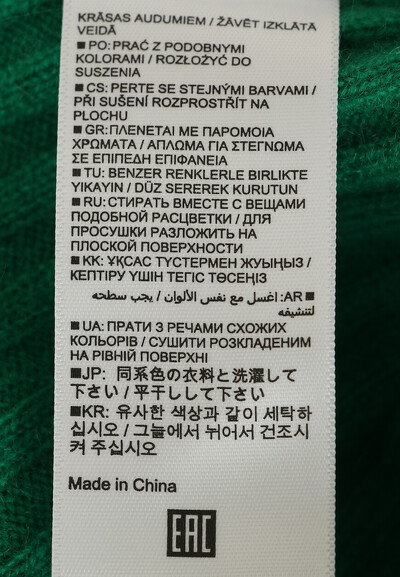 KRĀSAS AUDUMIEM / ŽĀVĒT IZKLĀTĀ
VEIDĀ
■ PO: PRAĆ Z PODOBNYMI
KOLORAMI / ROZŁOŻYĆ DO
SUSZENIA
■ CS: PERTE SE STEJNÝMI BARVAMI /
PŘI SUŠENÍ ROZPROSTŘÍT NA
PLOCHU
■ GR: ΠΛΕΝΕΤΑΙ ΜΕ ΠΑΡΟΜΟΙΑ
ΧΡΩΜΑΤΑ / ΑΠΛΩΜΑ ΓΙΑ ΣΤΕΓΝΩΜΑ
ΣΕ ΕΠΙΠΕΔΗ ΕΠΙΦΑΝΕΙΑ
■ TU: BENZER RENKLERLE BIRLIKTE
YIKAYIN / DÜZ SEREREK KURUTUN
■ RU: СТИРАТЬ ВМЕСТЕ С ВЕЩАМИ
ПОДОБНОЙ РАСЦВЕТКИ / ДЛЯ
ПРОСУШКИ РАЗЛОЖИТЬ НА
ПЛОСКОЙ ПОВЕРХНОСТИ
■ KK: ҰҚСАС ТҮСТЕРМЕН ЖУЫҢЫЗ /
КЕПТІРУ ҮШІН ТЕГІС ТӨСЕҢІЗ
■ AR: اغسل مع نفس الألوان / يجب سطحه
لتنشيفه
■ UA: ПРАТИ З РЕЧАМИ СХОЖИХ
КОЛЬОРІВ / СУШИТИ РОЗКЛАДЕНИМ
НА РІВНІЙ ПОВЕРХНІ
■JP: 同系色の衣料と洗濯して
下さい / 平干しして下さい
■KR: 유사한 색상과 같이 세탁하
십시오 / 그늘에서 뉘어서 건조시
켜 주십시오
Made in China
EAC